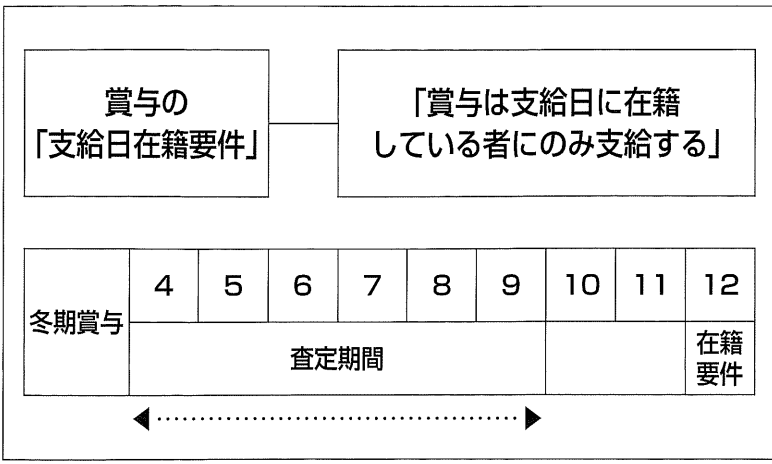 賞与の
「支給日在籍要件」
「賞与は支給日に在籍
している者にのみ支給する」
冬期賞与
4 5 6 7 8 9 10 11 12
査定期間
在籍
要件